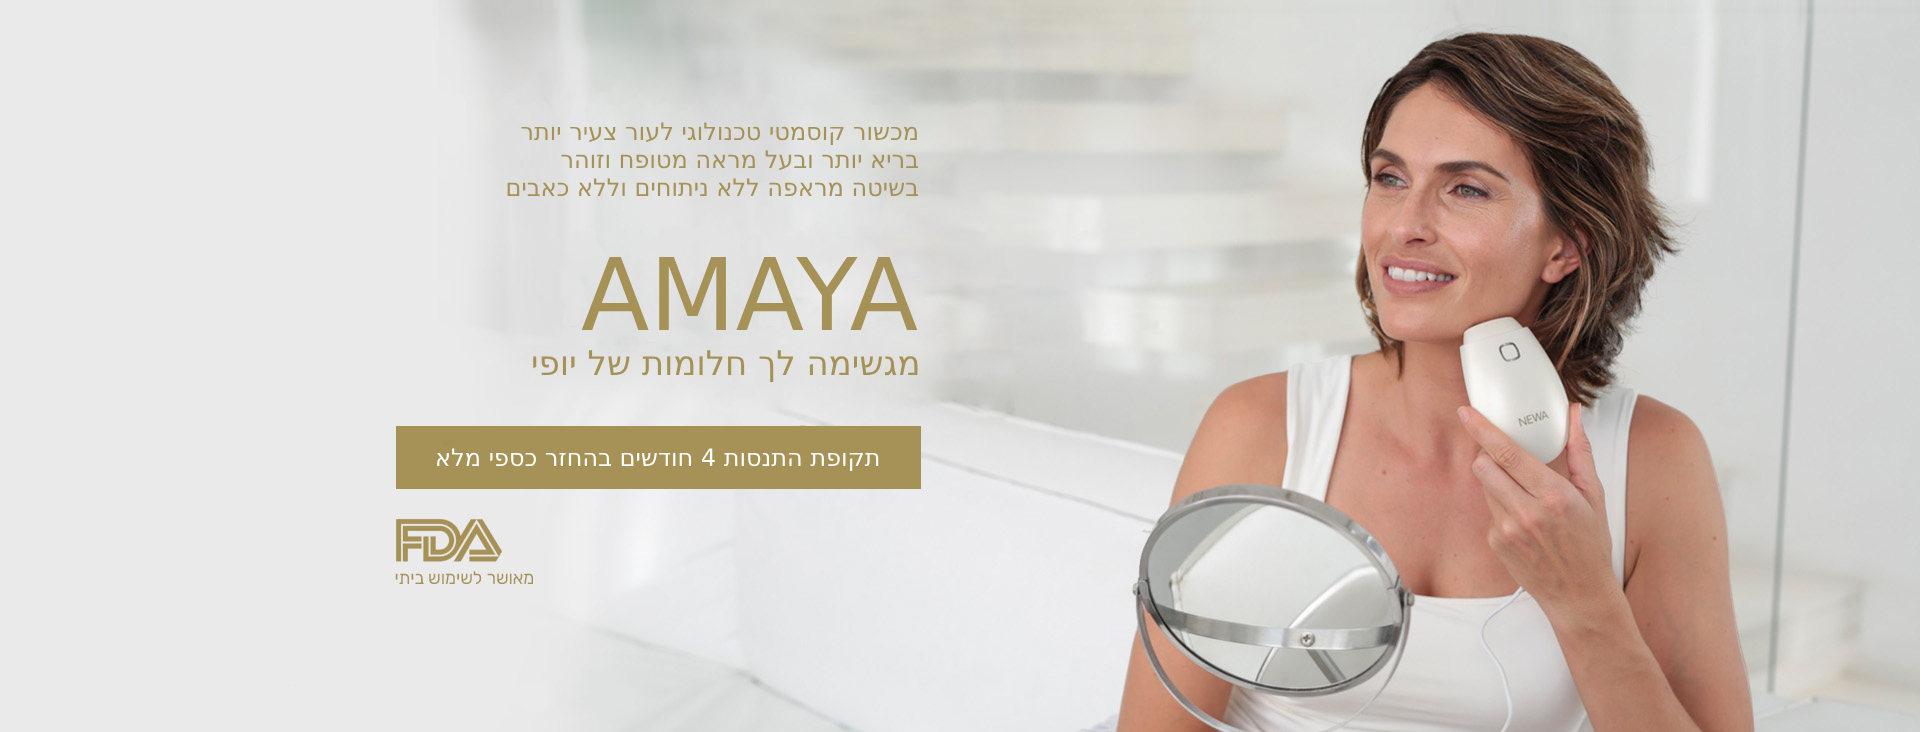 מכשור קוסמטי טכנולוגי לעור צעיר יותר
בריא יותר ובעל מראה מטופח וזוהר
בשיטה מראפה ללא ניתוחים וללא כאבים
AMAYA
מגשימה לך חלומות של יופי
תקופת התנסות 4 חודשים בהחזר כספי מלא
FDA
מאושר לשימוש ביתי
NEWA